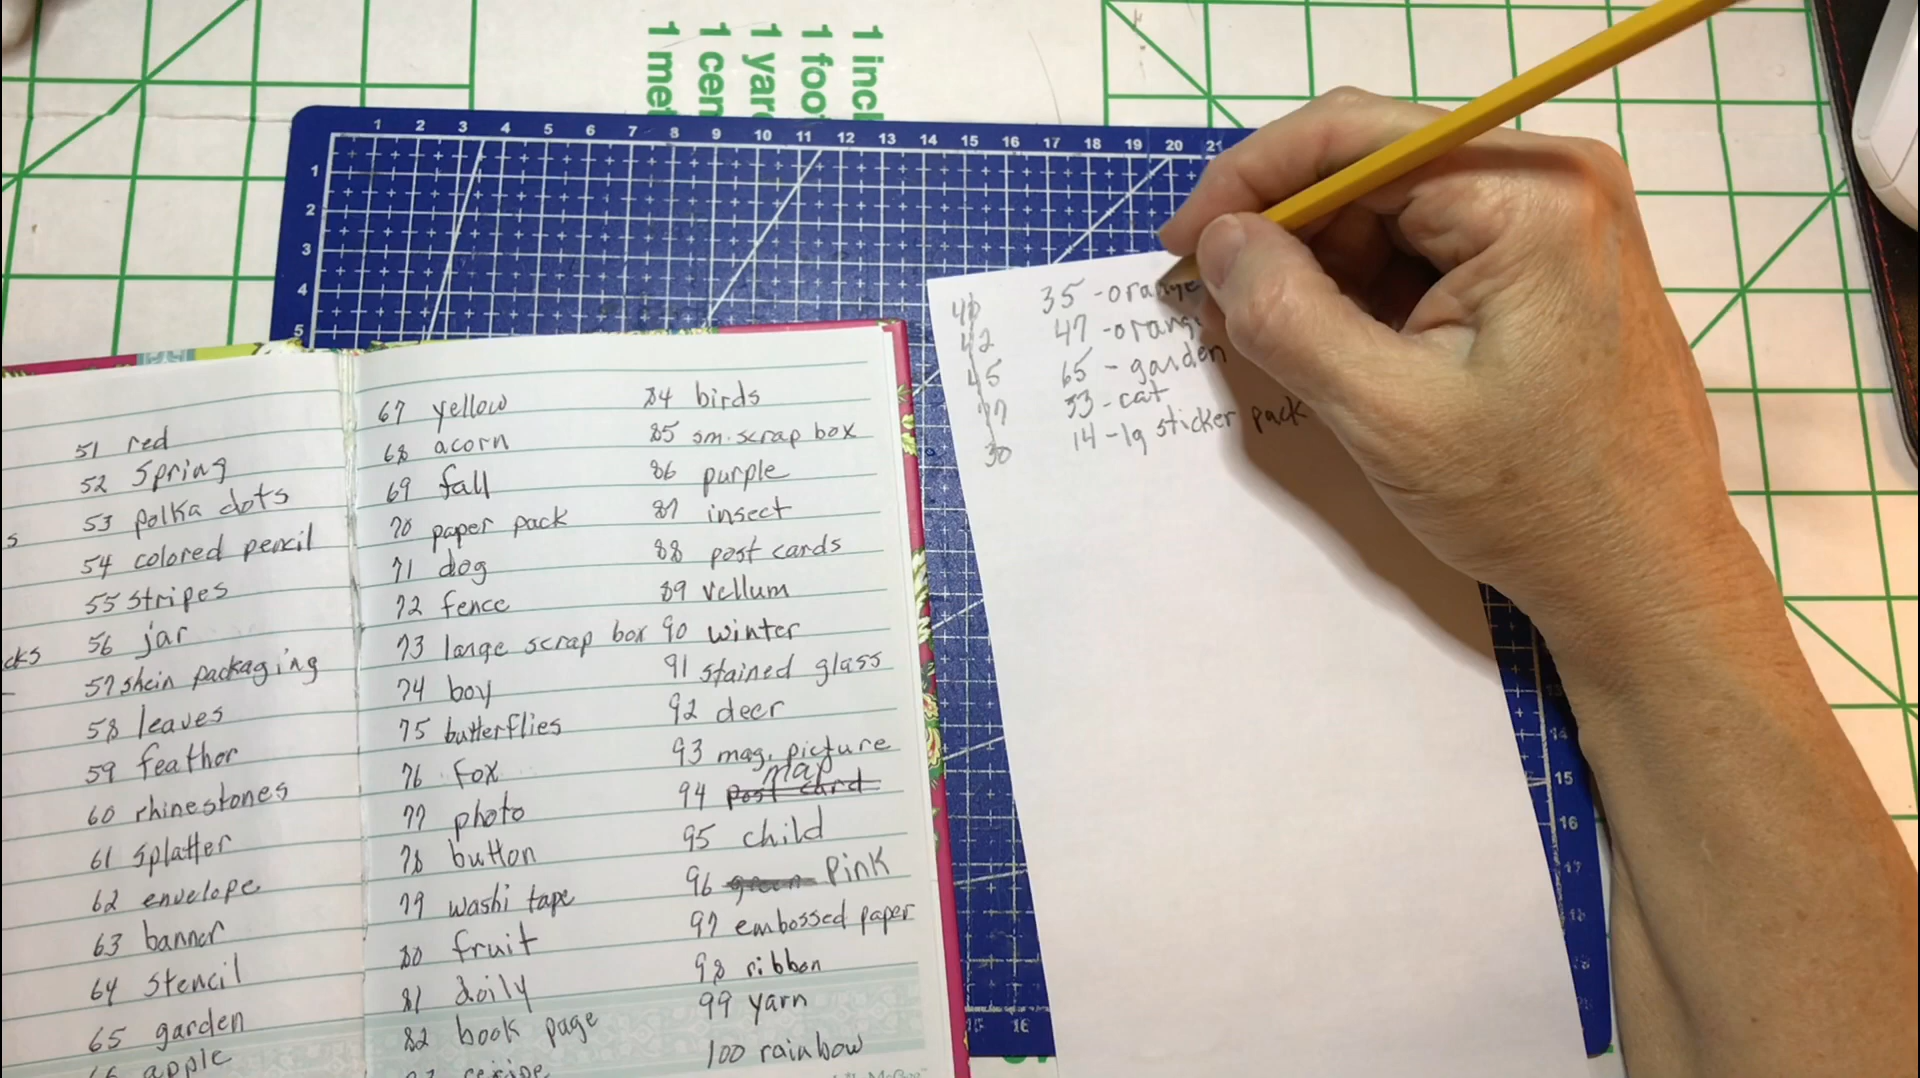 1 inc
1 foo
1 yar
1 cen
1 met
1 2 3 4 5 6 7 8 9 10 11 12 13 14 15 16 17 18 19 20 21
1
2
3
4
5
51 red
52 Spring
53 polka dots
54 colored pencil
55 stripes
56 jar
57 skein packaging
58 leaves
59 feather
60 rhinestones
61 splatter
62 envelope
63 banner
64 stencil
65 garden
apple
s
cks
67 yellow
68 acorn
69 fall
70 paper pack
71 dog
72 fence
73 large scrap box
74 boy
75 butterflies
76 fox
77 photo
78 button
79 washi tape
80 fruit
81 doily
82 book page
84 birds
85 sm. scrap box
86 purple
87 insect
88 post cards
89 vellum
90 winter
91 stained glass
92 deer
93 mag. picture
94 post card map
95 child
96 green Pink
97 embossed paper
98 ribbon
99 yarn
100 rainbow
42
45
77
30
35 - orange
47 - orang
65 - garden
33 - cat
14 - lg sticker pack
14
15
16
17
16